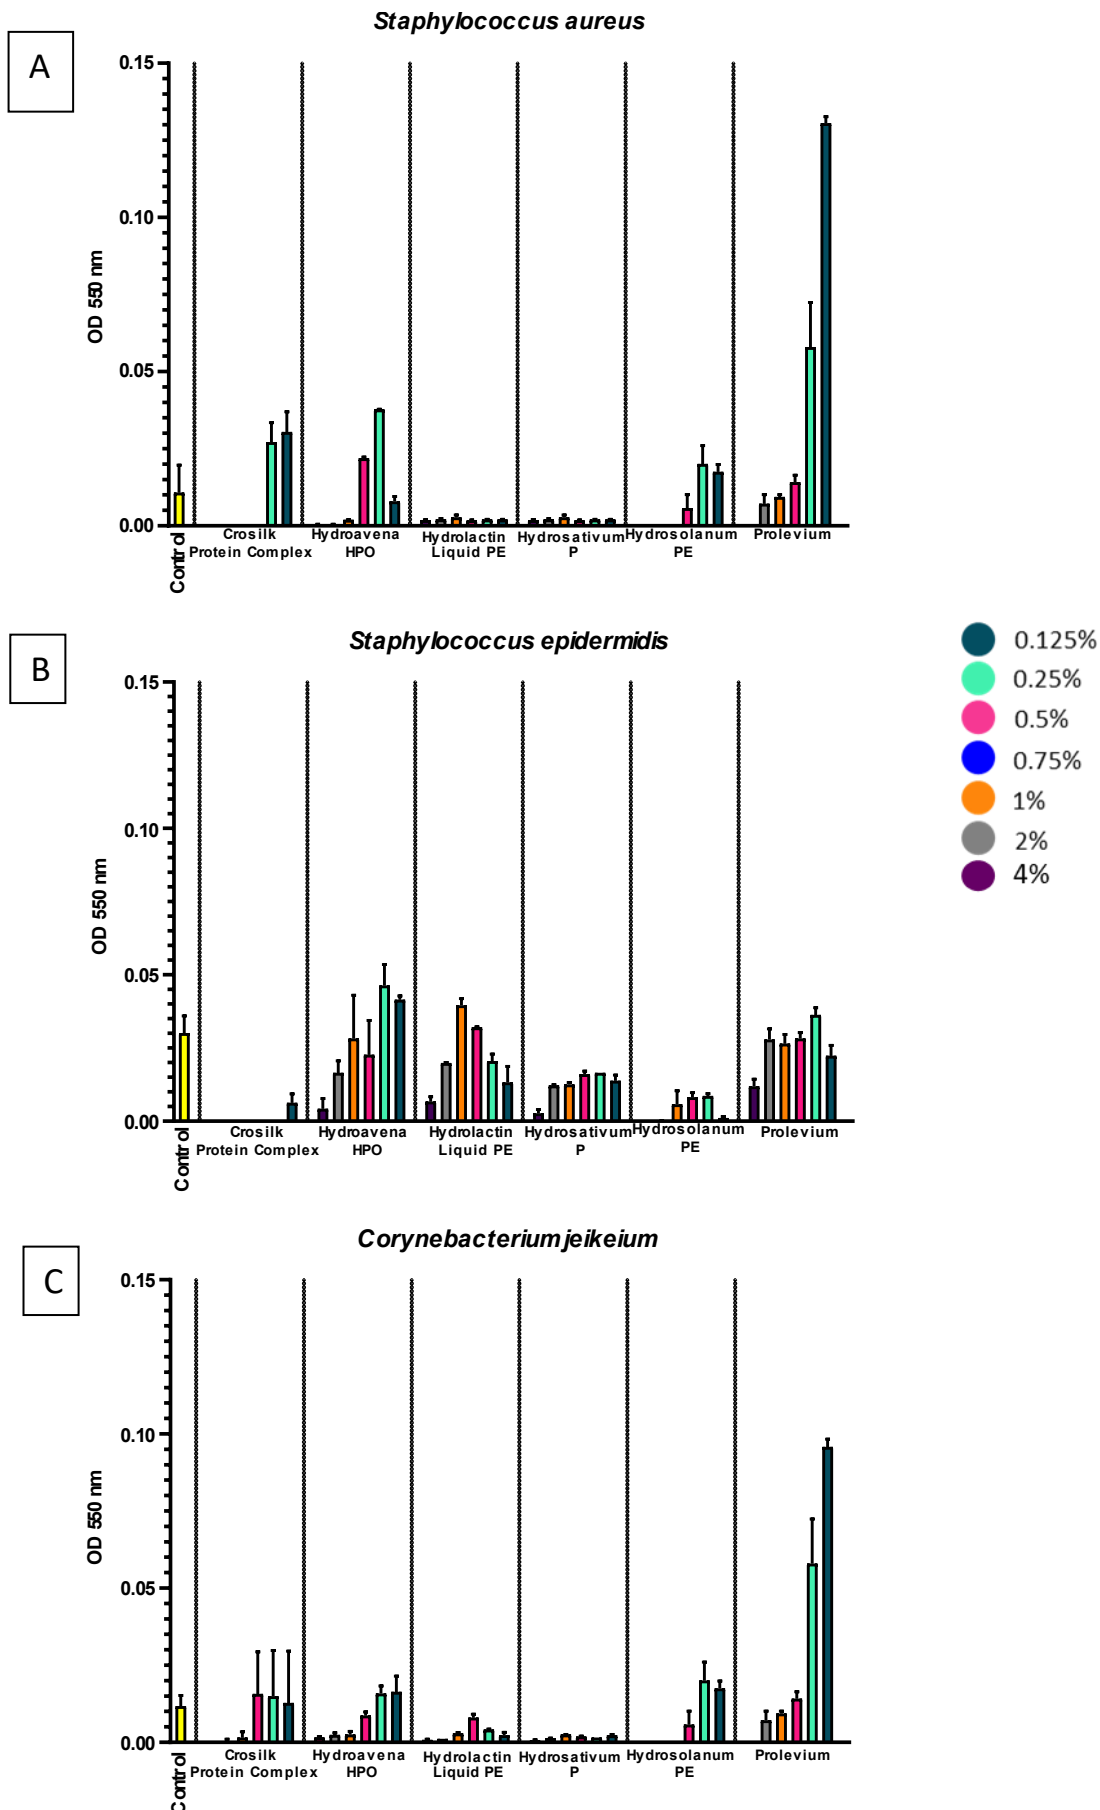 Staphylococcus aureus
A
0.15
0.10
0.05
0.00
OD 550 nm
Control
Crosilk
Protein Complex
Hydroavena
HPO
Hydrolactin
Liquid PE
Hydrosativum
P
Hydrosolanum
PE
Prolevium
Staphylococcus epidermidis
B
0.15
0.10
0.05
0.00
OD 550 nm
Control
Crosilk
Protein Complex
Hydroavena
HPO
Hydrolactin
Liquid PE
Hydrosativum
P
Hydrosolanum
PE
Prolevium
0.125%
0.25%
0.5%
0.75%
1%
2%
4%
Corynebacterium jeikeium
C
0.15
0.10
0.05
0.00
OD 550 nm
Control
Crosilk
Protein Complex
Hydroavena
HPO
Hydrolactin
Liquid PE
Hydrosativum
P
Hydrosolanum
PE
Prolevium